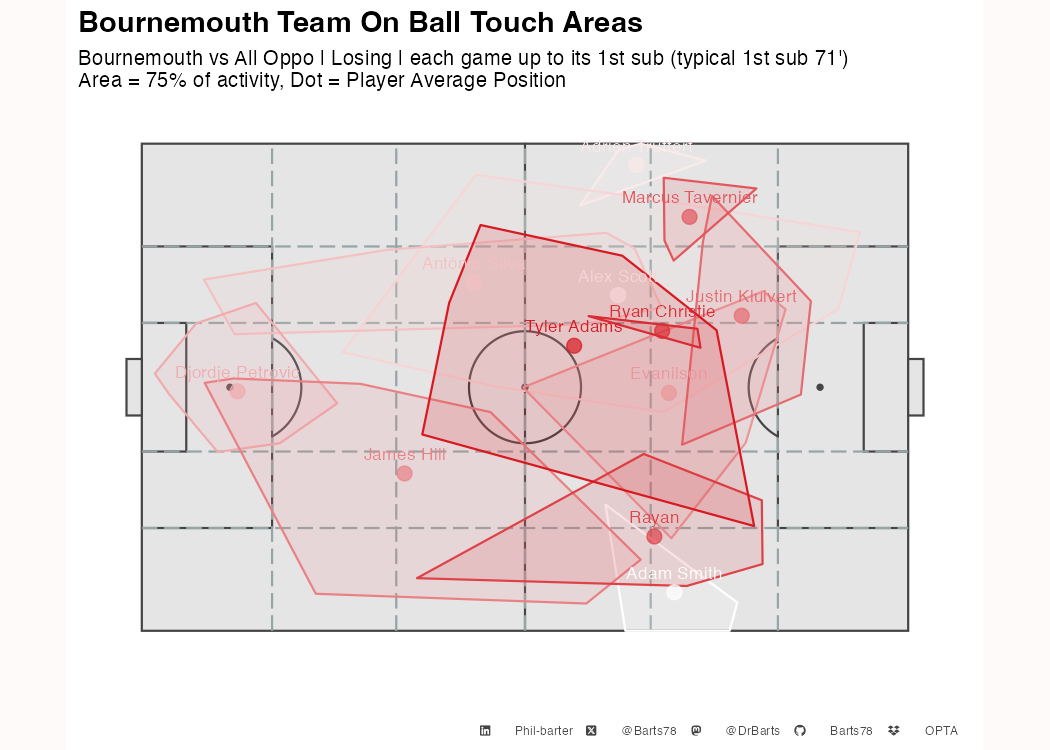 Bournemouth Team On Ball Touch Areas
Bournemouth vs All Oppo | Losing | each game up to its 1st sub (typical 1st sub 71')
Area = 75% of activity, Dot = Player Average Position
Marcus Tavernier
Alex Scott
Justin Kluivert
Ryan Christie
Tyler Adams
Djordje Petrovic
Evanilson
James Hill
Rayan
Adam Smith
Phil-barter @Barts78 @DrBarts Barts78 OPTA